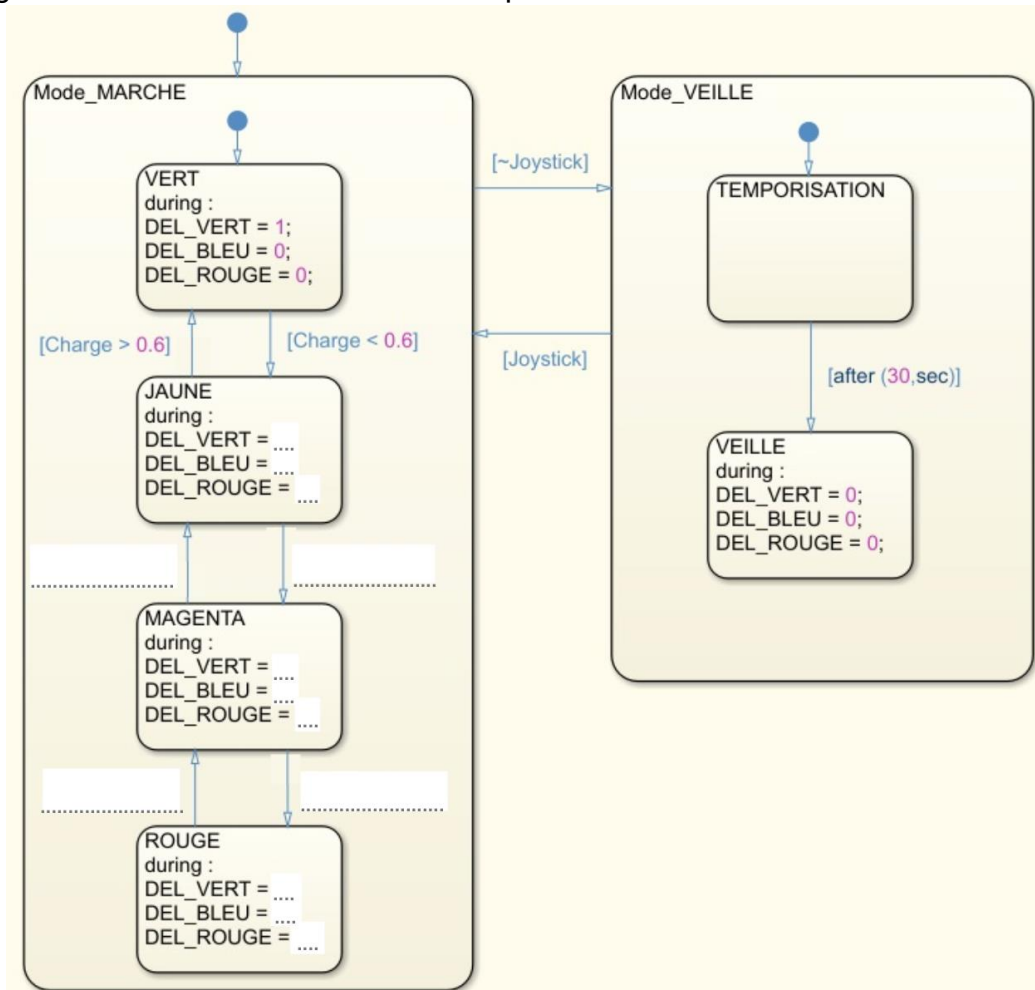 Mode_MARCHE
VERT
during :
DEL_VERT = 1;
DEL_BLEU = 0;
DEL_ROUGE = 0;
[Charge > 0.6]
[Charge < 0.6]
JAUNE
during :
DEL_VERT = ....
DEL_BLEU = ....
DEL_ROUGE = ....
........................
........................
MAGENTA
during :
DEL_VERT = ....
DEL_BLEU = ....
DEL_ROUGE = ....
........................
........................
ROUGE
during :
DEL_VERT = ....
DEL_BLEU = ....
DEL_ROUGE = ....
[~Joystick]
[Joystick]
Mode_VEILLE
TEMPORISATION
[after (30,sec)]
VEILLE
during :
DEL_VERT = 0;
DEL_BLEU = 0;
DEL_ROUGE = 0;